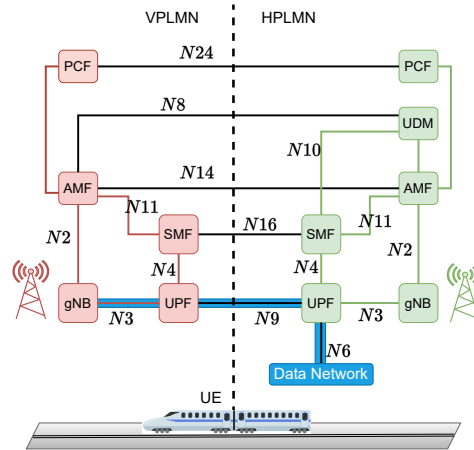 VPLMN HPLMN
PCF N24 PCF
N8
UDM
N10
N14
AMF AMF
N11 N11
SMF N16 SMF
N2 N2
N4 N4
gNB UPF UPF gNB
N3 N9 N3
N6
Data Network
UE